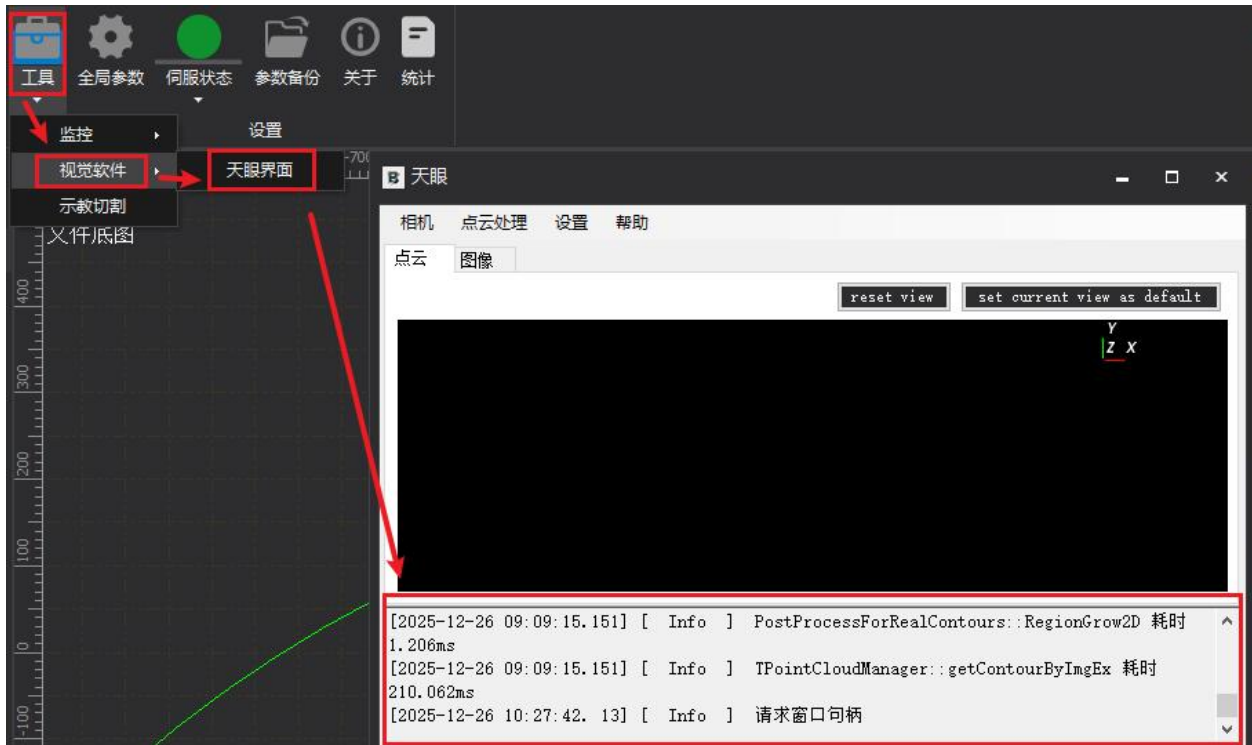 工具 全局参数 伺服状态 参数备份 关于 统计
设置
监控
视觉软件
天眼界面
示教切割
文件底图
-700
天眼
相机 点云处理 设置 帮助
点云 图像
reset view set current view as default
Y
Z X
400
300
200
100
0
-100
[2025-12-26 09:09:15.151] [ Info ] PostProcessForRealContours::RegionGrow2D 耗时
1.206ms
[2025-12-26 09:09:15.151] [ Info ] TPointCloudManager::getContourByImgEx 耗时
210.062ms
[2025-12-26 10:27:42. 13] [ Info ] 请求窗口句柄